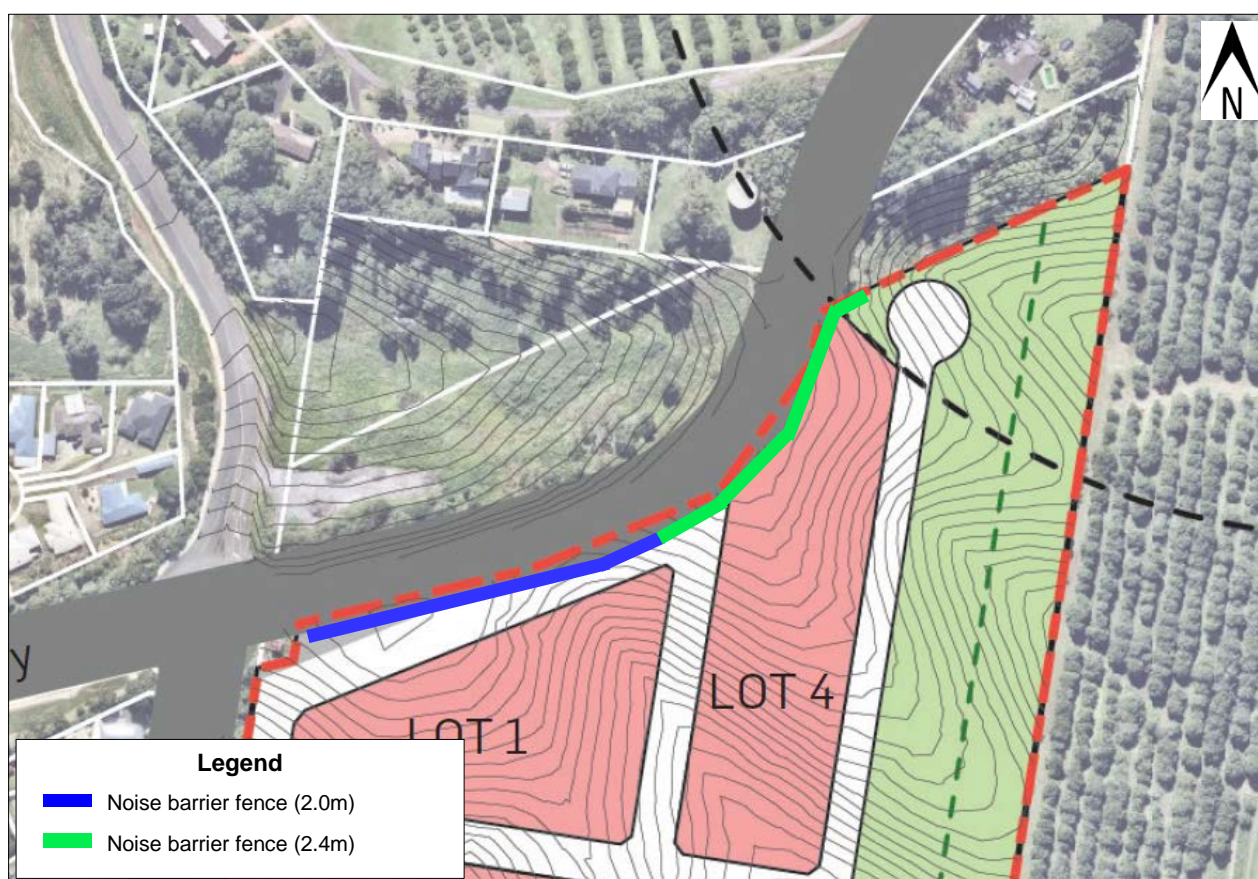 N
LOT 4
y
LOT 1
Legend
Noise barrier fence (2.0m)
Noise barrier fence (2.4m)